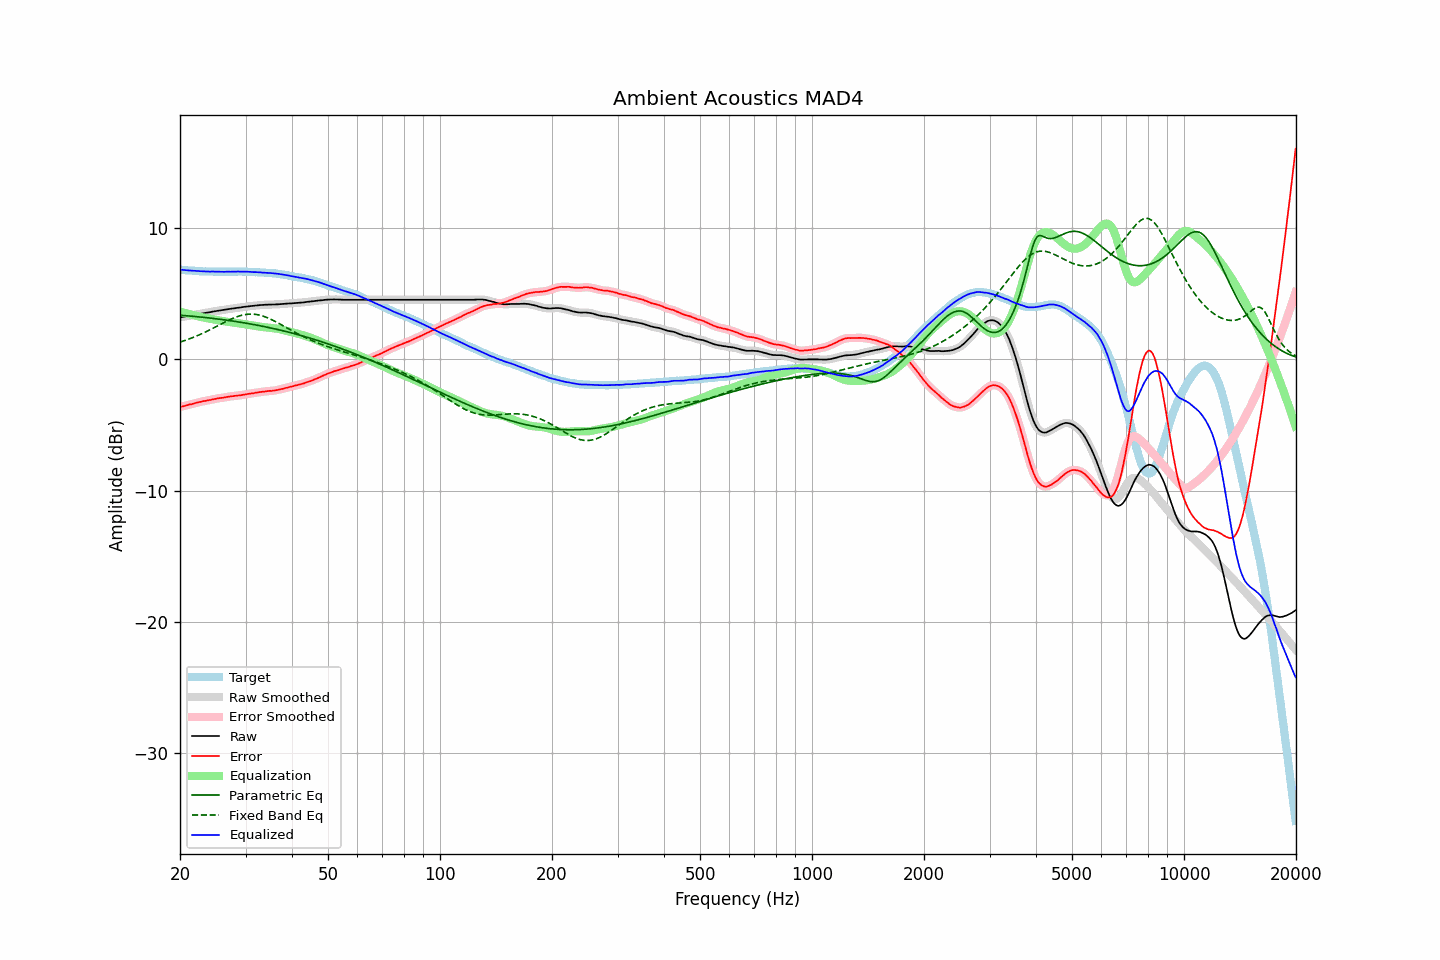 Ambient Acoustics MAD4
Amplitude (dBr)
10
0
−10
−20
−30
Target
Raw Smoothed
Error Smoothed
Raw
Error
Equalization
Parametric Eq
Fixed Band Eq
Equalized
20 50 100 200 500 1000 2000 5000 10000 20000
Frequency (Hz)